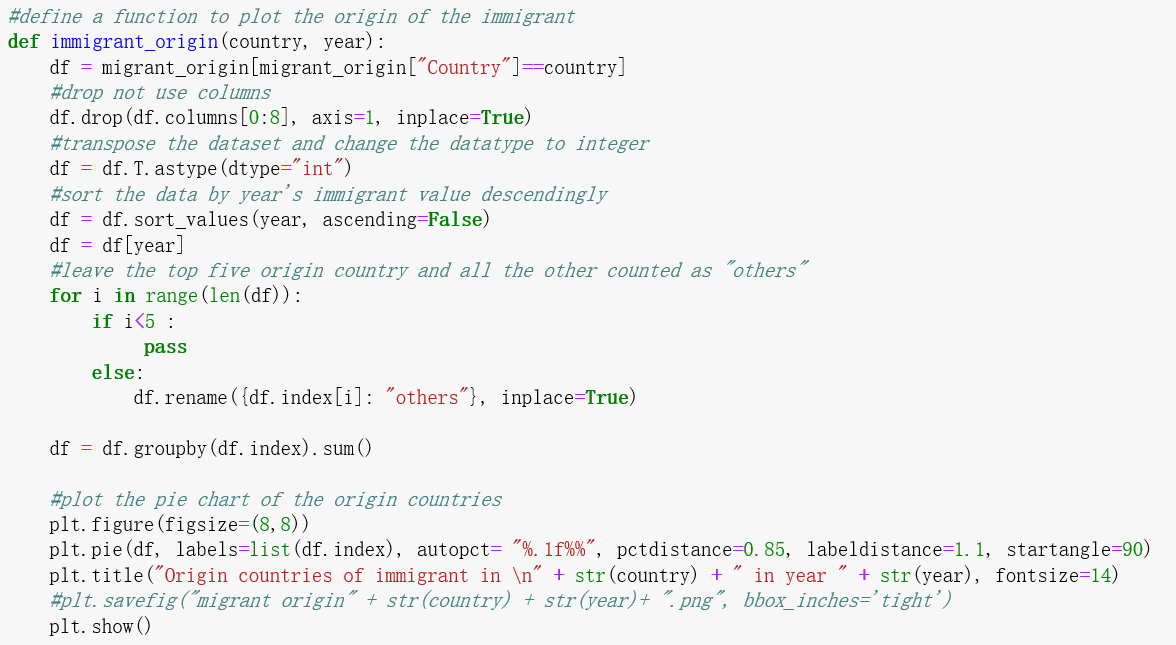 #define a function to plot the origin of the immigrant
def immigrant_origin(country, year):
    df = migrant_origin[migrant_origin["Country"]==country]
    #drop not use columns
    df.drop(df.columns[0:8], axis=1, inplace=True)
    #transpose the dataset and change the datatype to integer
    df = df.T.astype(dtype="int")
    #sort the data by year's immigrant value descendingly
    df = df.sort_values(year, ascending=False)
    df = df[year]
    #leave the top five origin country and all the other counted as "others"
    for i in range(len(df)):
        if i<5 :
             pass
        else:
            df.rename({df.index[i]: "others"}, inplace=True)

    df = df.groupby(df.index).sum()

    #plot the pie chart of the origin countries
    plt.figure(figsize=(8,8))
    plt.pie(df, labels=list(df.index), autopct= "%.1f%%", pctdistance=0.85, labeldistance=1.1, startangle=90)
    plt.title("Origin countries of immigrant in \n" + str(country) + " in year " + str(year), fontsize=14)
    #plt.savefig("migrant origin" + str(country) + str(year)+ ".png", bbox_inches='tight')
    plt.show()